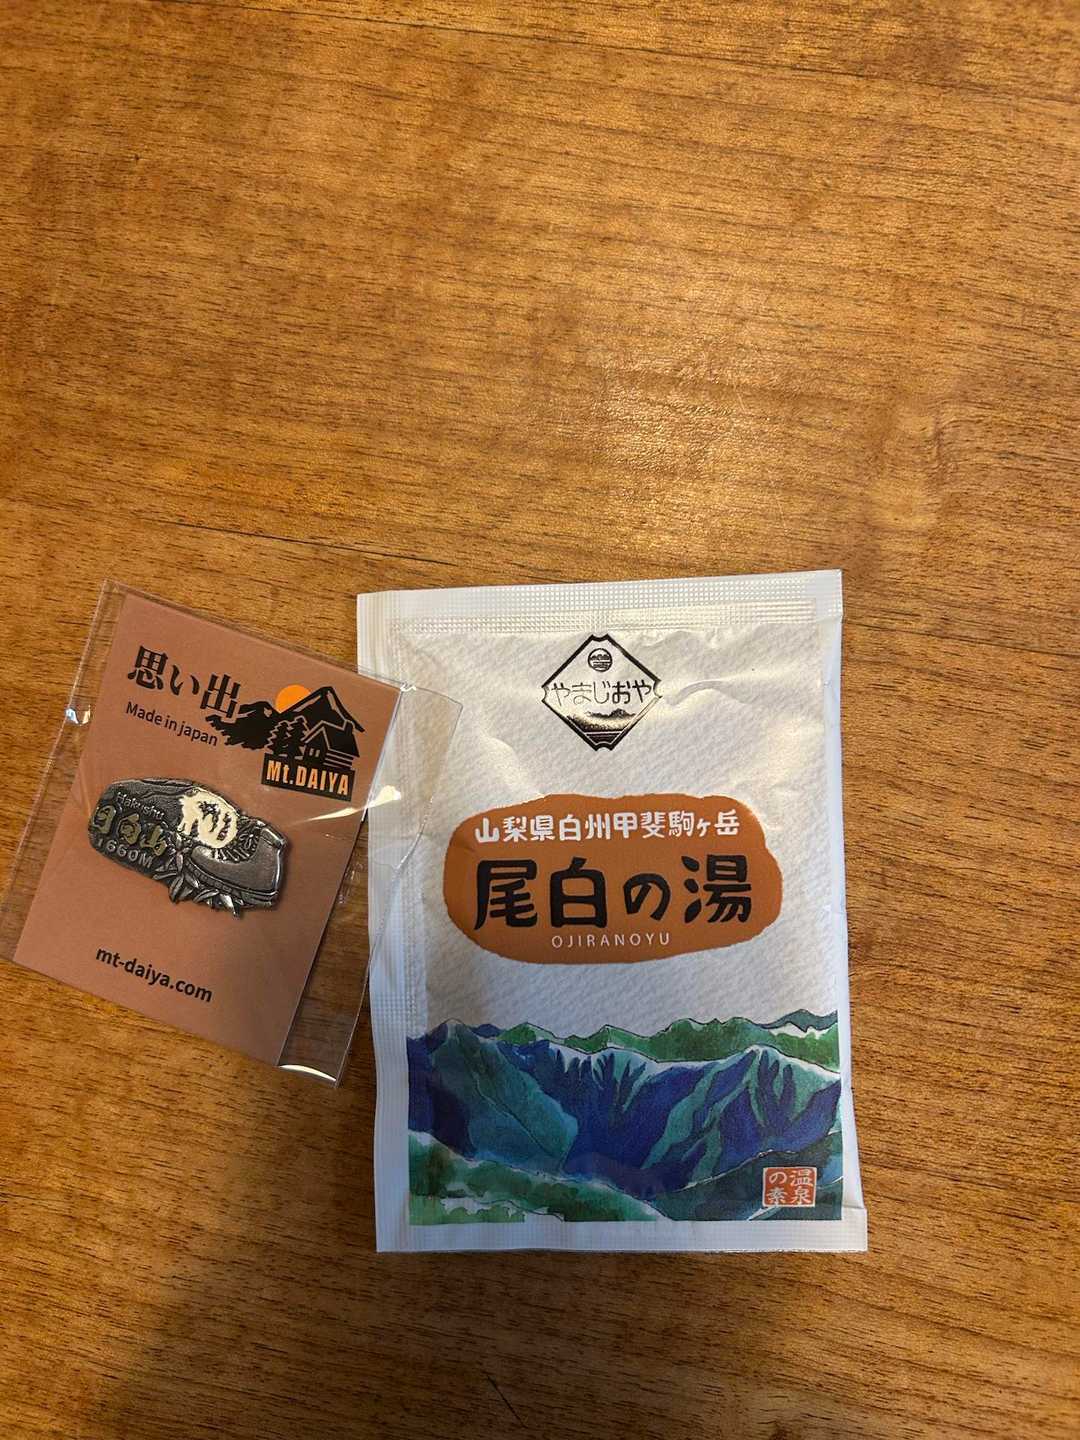 思い出
Made in japan
Mt.DAIYA
Hakushu
日向山
1660M
mt-daiya.com
やまじおや
山梨県白州甲斐駒ヶ岳
尾白の湯
OJIRANOYU
温泉
の素